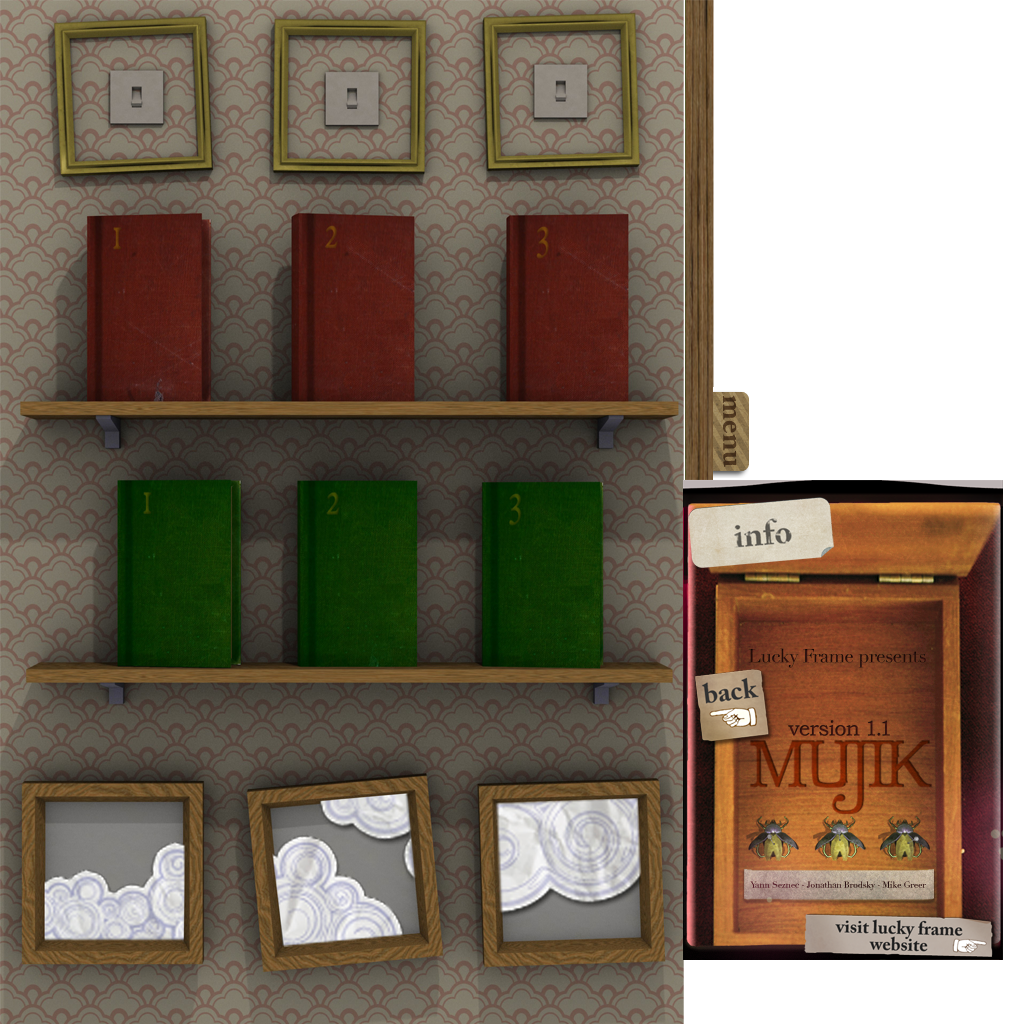 1
2
3
1
2
3
menu
info
Lucky Frame presents
back
version 1.1
MUJIK
Yann Seznec - Jonathan Brodsky - Mike Greer
visit lucky frame
website